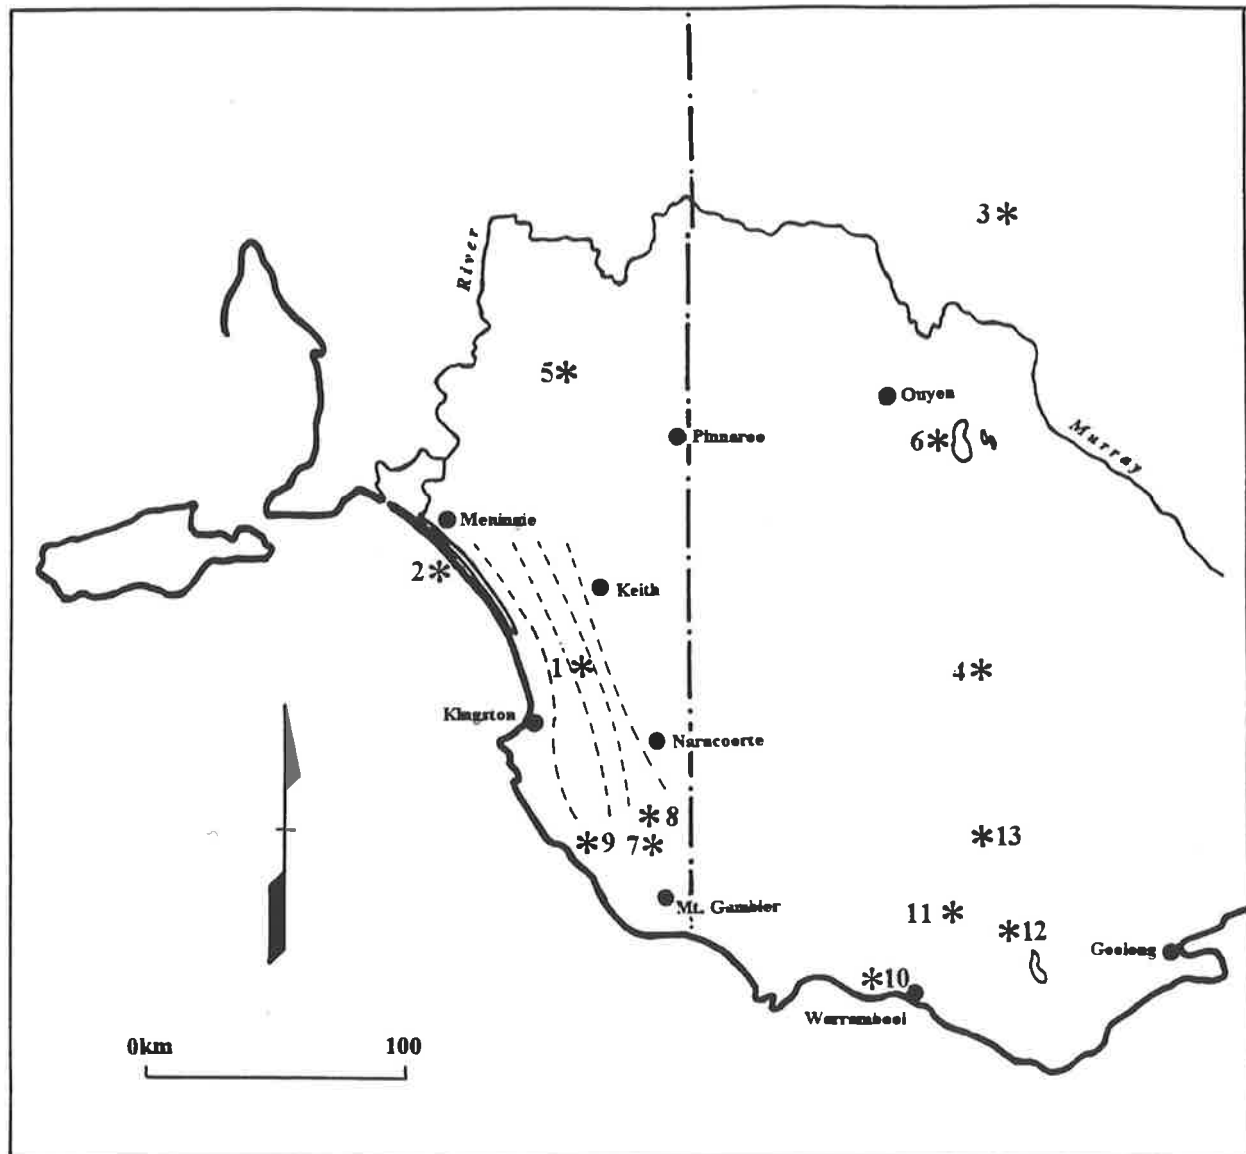 3
River
5
Ouyen
Pinnaroo
6
Murray
Meningie
2
Keith
1
4
Kingston
Naracoorte
8
9
7
13
Mt. Gambier
11
12
Geelong
10
Warrnambool
0km 100